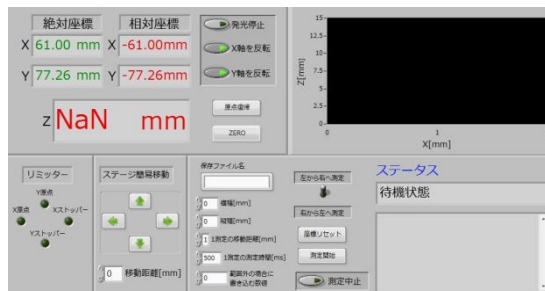 絶対座標
相対座標
X 61.00 mm X -61.00mm
Y 77.26 mm Y -77.26mm
Z NaN mm
発光停止
X軸を反転
Y軸を反転
原点復帰
ZERO
Z[mm]
15-
12.5-
10-
7.5-
5-
2.5-
0-
0
1
X[mm]
リミッター
Y原点
X原点
Xストッパー
Yストッパー
ステージ簡易移動
0 移動距離[mm]
保存ファイル名
0 横幅[mm]
0 縦幅[mm]
1 1測定の移動距離[mm]
500 1測定の測定時間[ms]
0 範囲外の場合に
書き込む数値
左から右へ測定
右から左へ測定
座標リセット
測定開始
測定中止
ステータス
待機状態